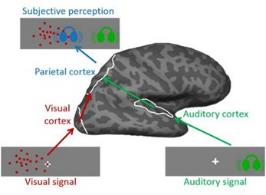 Subjective perception
Parietal cortex
Visual
cortex
Auditory cortex
Visual signal
Auditory signal